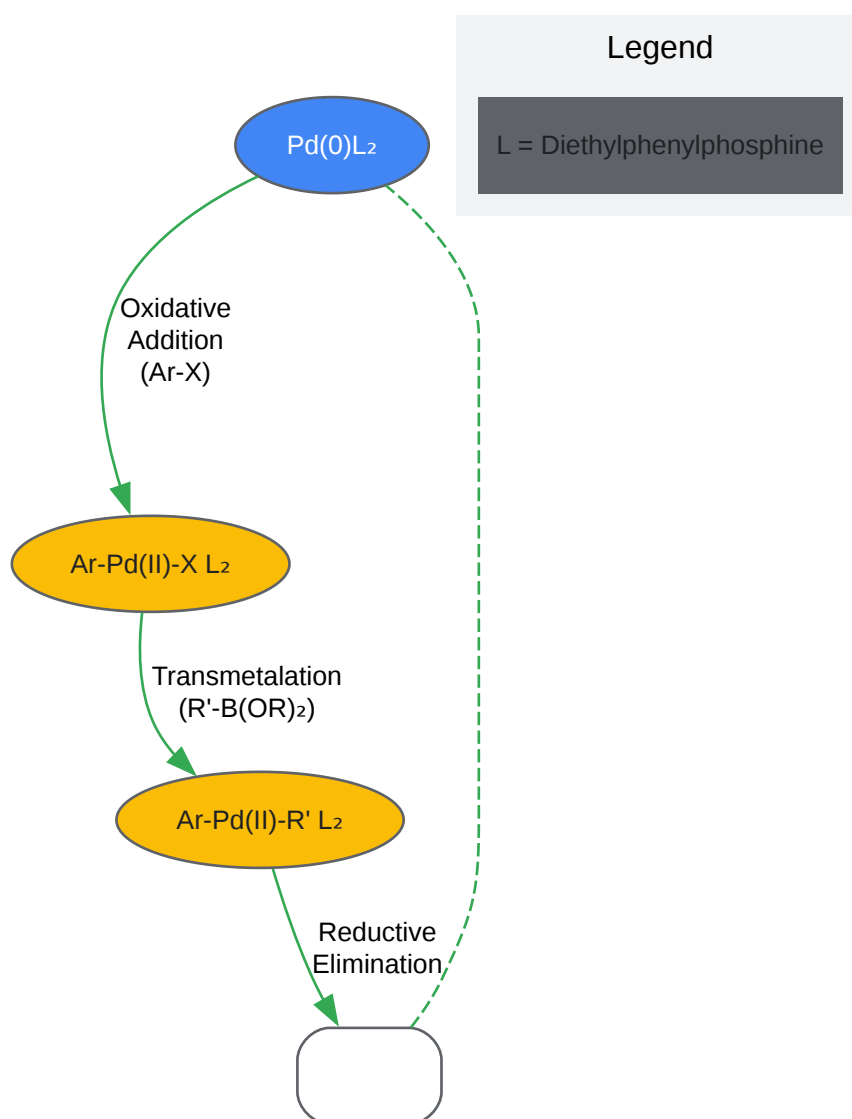 Legend
L = Diethylphenylphosphine
Pd(0)L₂
Oxidative
Addition
(Ar-X)
Ar-Pd(II)-X L₂
Transmetalation
(R'-B(OR)₂)
Ar-Pd(II)-R' L₂
Reductive
Elimination